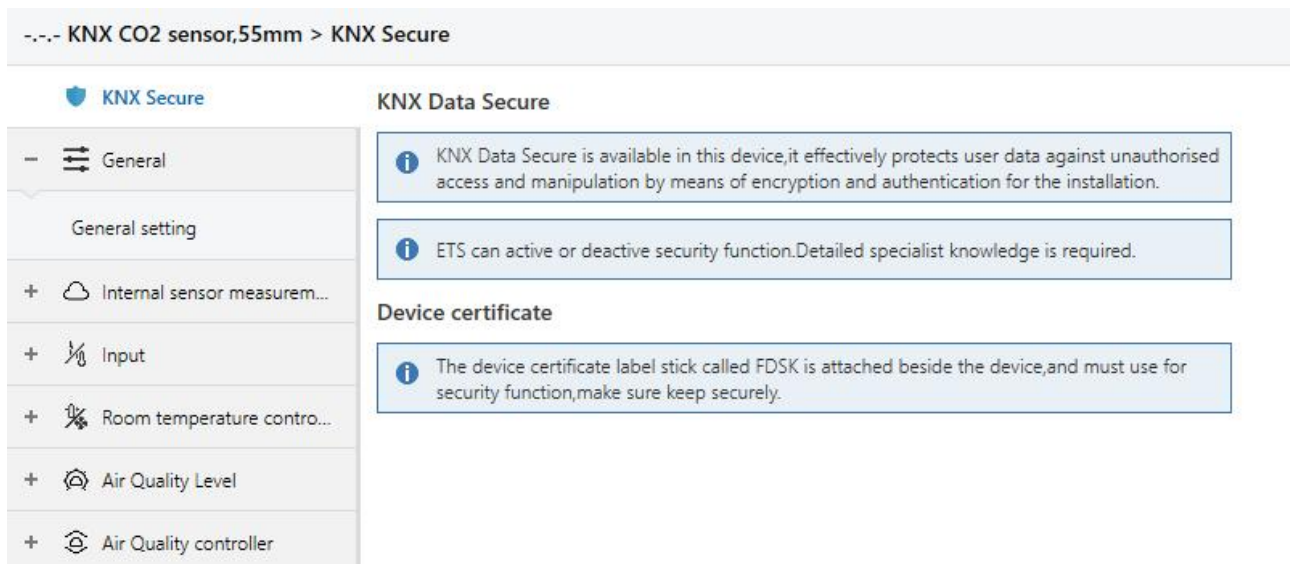 -.-.- KNX CO2 sensor,55mm > KNX Secure
KNX Secure
General
General setting
Internal sensor measurem...
Input
Room temperature contro...
Air Quality Level
Air Quality controller
KNX Data Secure
KNX Data Secure is available in this device,it effectively protects user data against unauthorised
access and manipulation by means of encryption and authentication for the installation.
ETS can active or deactive security function.Detailed specialist knowledge is required.
Device certificate
The device certificate label stick called FDSK is attached beside the device,and must use for
security function,make sure keep securely.